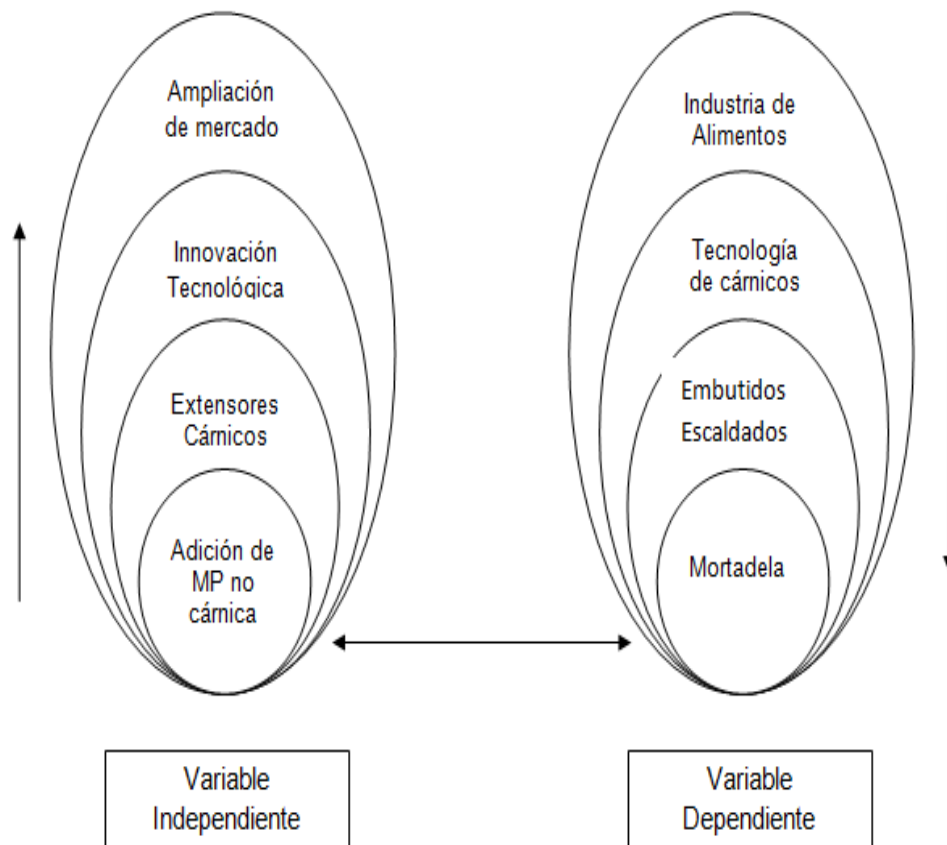 Ampliación
de mercado
Innovación
Tecnológica
Extensores
Cárnicos
Adición de
MP no
cárnica
Variable
Independiente
Industria de
Alimentos
Tecnología
de cárnicos
Embutidos
Escaldados
Mortadela
Variable
Dependiente